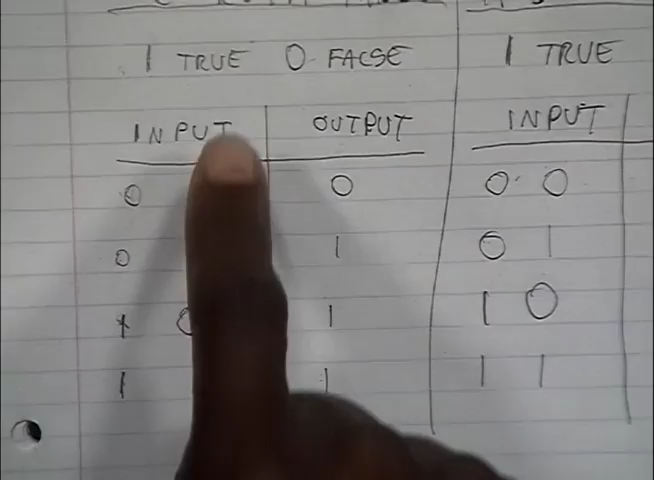 1 TRUE 0 FALSE 1 TRUE
INPUT OUTPUT INPUT
0 0 0 0
0 1 0 1
1 1 1 0
1 1 1 1